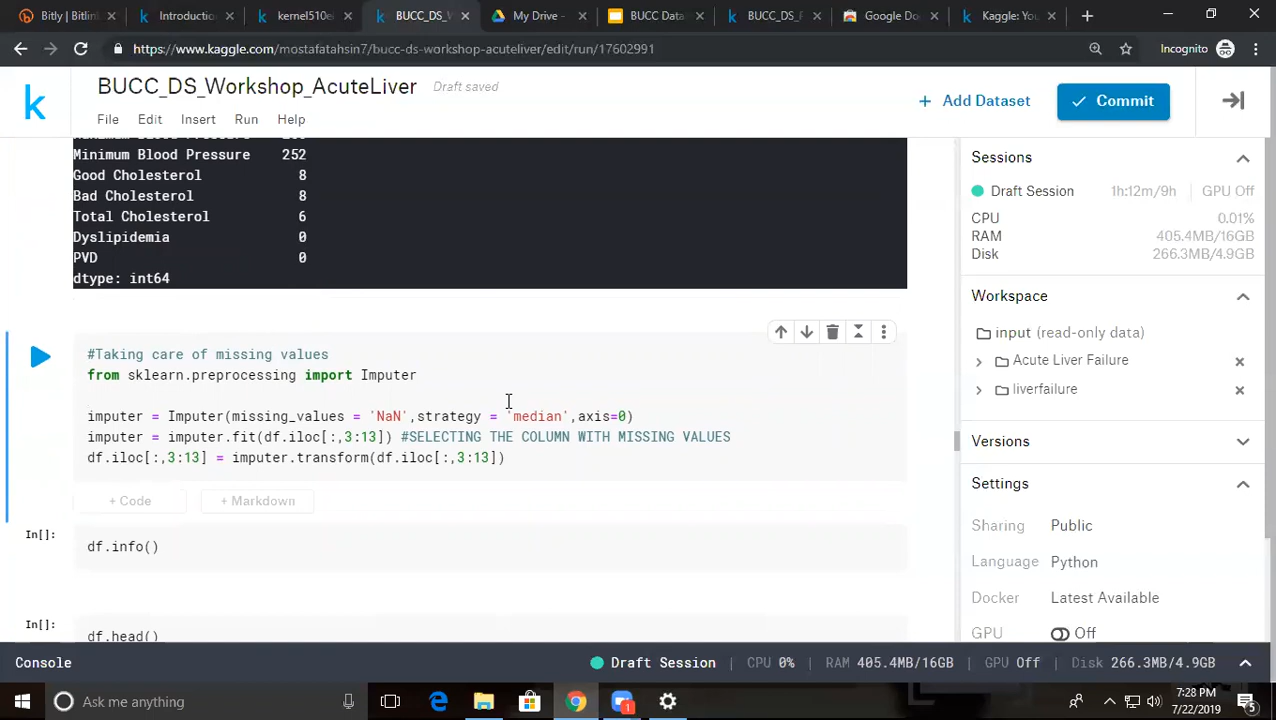 Bitly | Bitlin
Introduction
kernel510e
BUCC_DS_W
My Drive -
BUCC Data
BUCC_DS_F
Google Do
Kaggle: You
https://www.kaggle.com/mostafatahsin7/bucc-ds-workshop-acuteliver/edit/run/17602991
Incognito
k
BUCC_DS_Workshop_AcuteLiver
Draft saved
File Edit Insert Run Help
+ Add Dataset
Commit
Minimum Blood Pressure 252
Good Cholesterol 8
Bad Cholesterol 8
Total Cholesterol 6
Dyslipidemia 0
PVD 0
dtype: int64
#Taking care of missing values
from sklearn.preprocessing import Imputer
imputer = Imputer(missing_values = 'NaN',strategy = 'median',axis=0)
imputer = imputer.fit(df.iloc[:,3:13]) #SELECTING THE COLUMN WITH MISSING VALUES
df.iloc[:,3:13] = imputer.transform(df.iloc[:,3:13])
+ Code
+ Markdown
In[]:
df.info()
In[]:
df.head()
Sessions
Draft Session 1h:12m/9h GPU Off
CPU 0.01%
RAM 405.4MB/16GB
Disk 266.3MB/4.9GB
Workspace
input (read-only data)
Acute Liver Failure
liverfailure
Versions
Settings
Sharing Public
Language Python
Docker Latest Available
GPU Off
Console
Draft Session CPU 0% RAM 405.4MB/16GB GPU Off Disk 266.3MB/4.9GB
Ask me anything
1
7:28 PM
7/22/2019
5